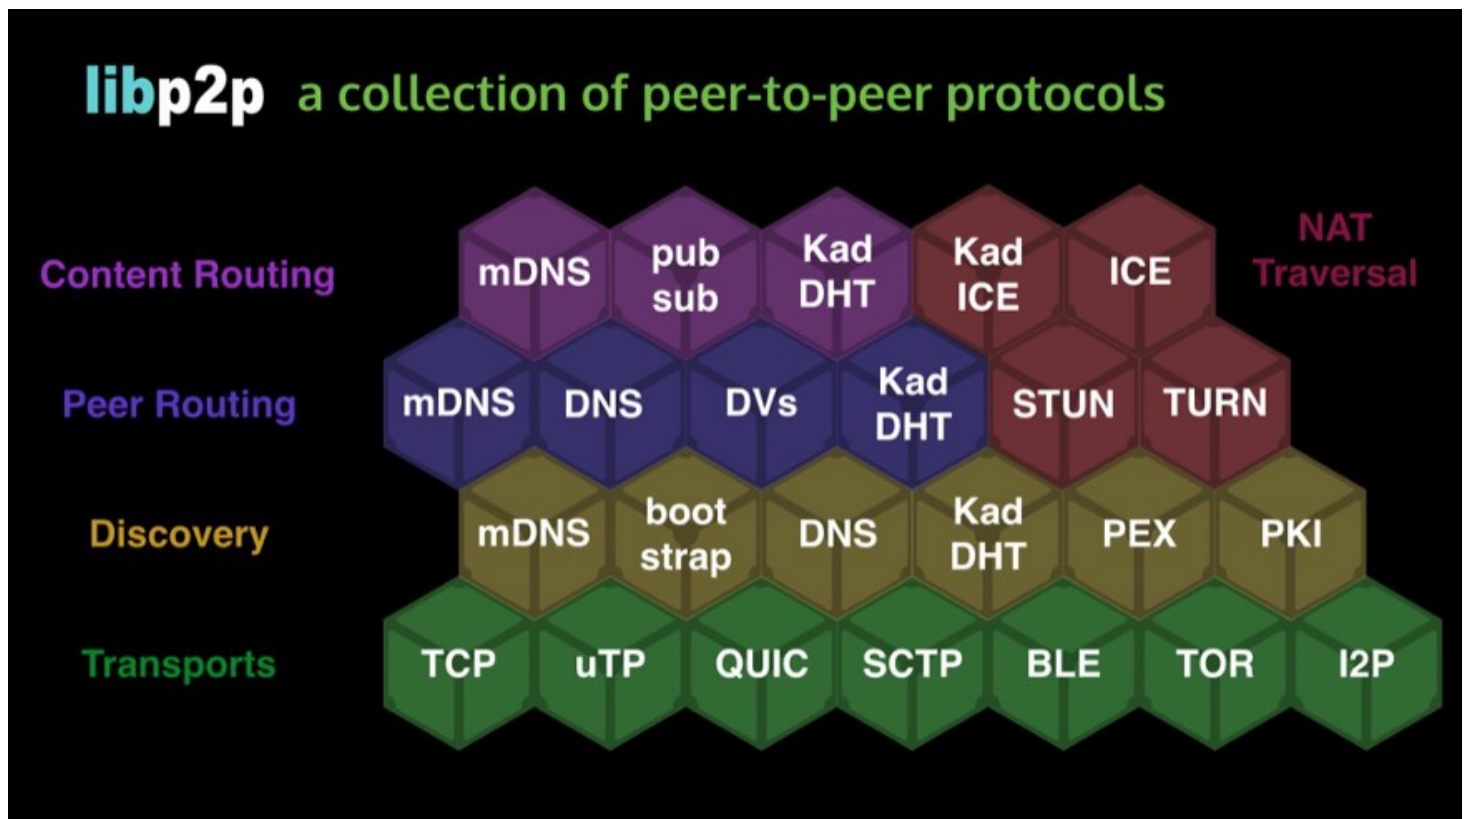 libp2p a collection of peer-to-peer protocols
Content Routing
mDNS
pub
sub
Kad
DHT
Kad
ICE
ICE
NAT
Traversal
Peer Routing
mDNS
DNS
DVs
Kad
DHT
STUN
TURN
Discovery
mDNS
boot
strap
DNS
Kad
DHT
PEX
PKI
Transports
TCP
uTP
QUIC
SCTP
BLE
TOR
I2P